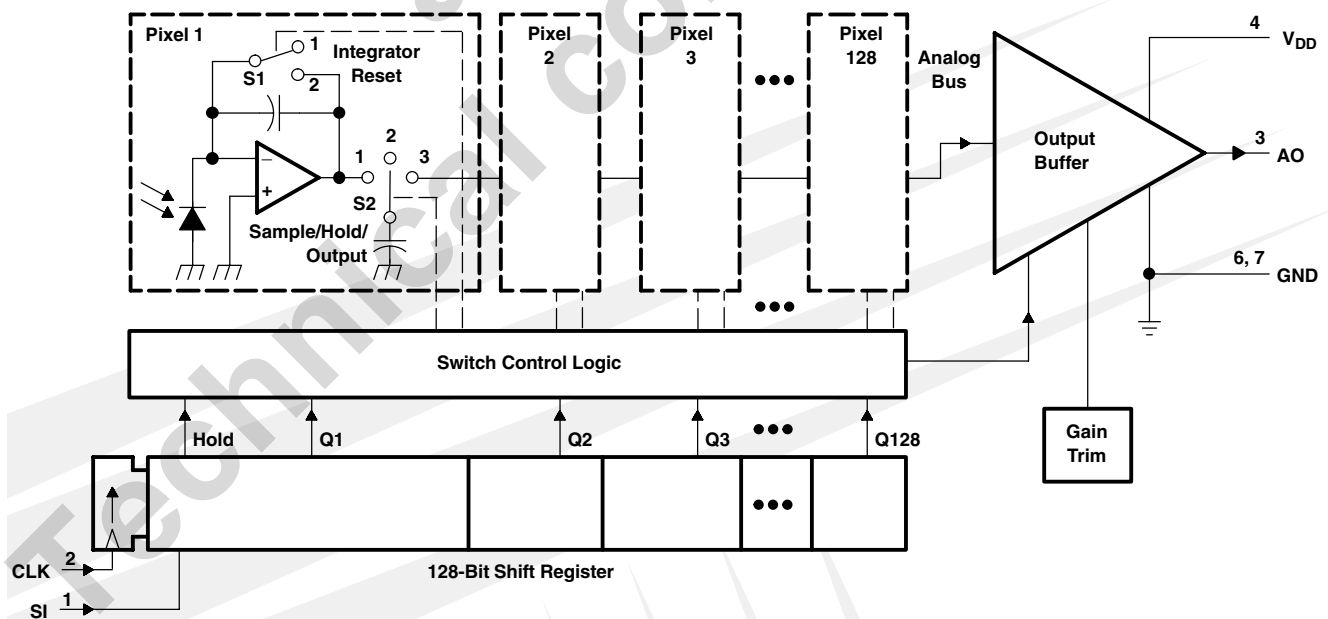 Pixel 1
1
Integrator
Reset
S1
2
Pixel
2
Pixel
3
Pixel
128
Analog
Bus
4
VDD
Output
Buffer
3
AO
1
2
3
–
+
S2
Sample/Hold/
Output
6, 7
GND
Switch Control Logic
Hold
Q1
Q2
Q3
Q128
Gain
Trim
CLK
2
128-Bit Shift Register
SI
1
Technical co